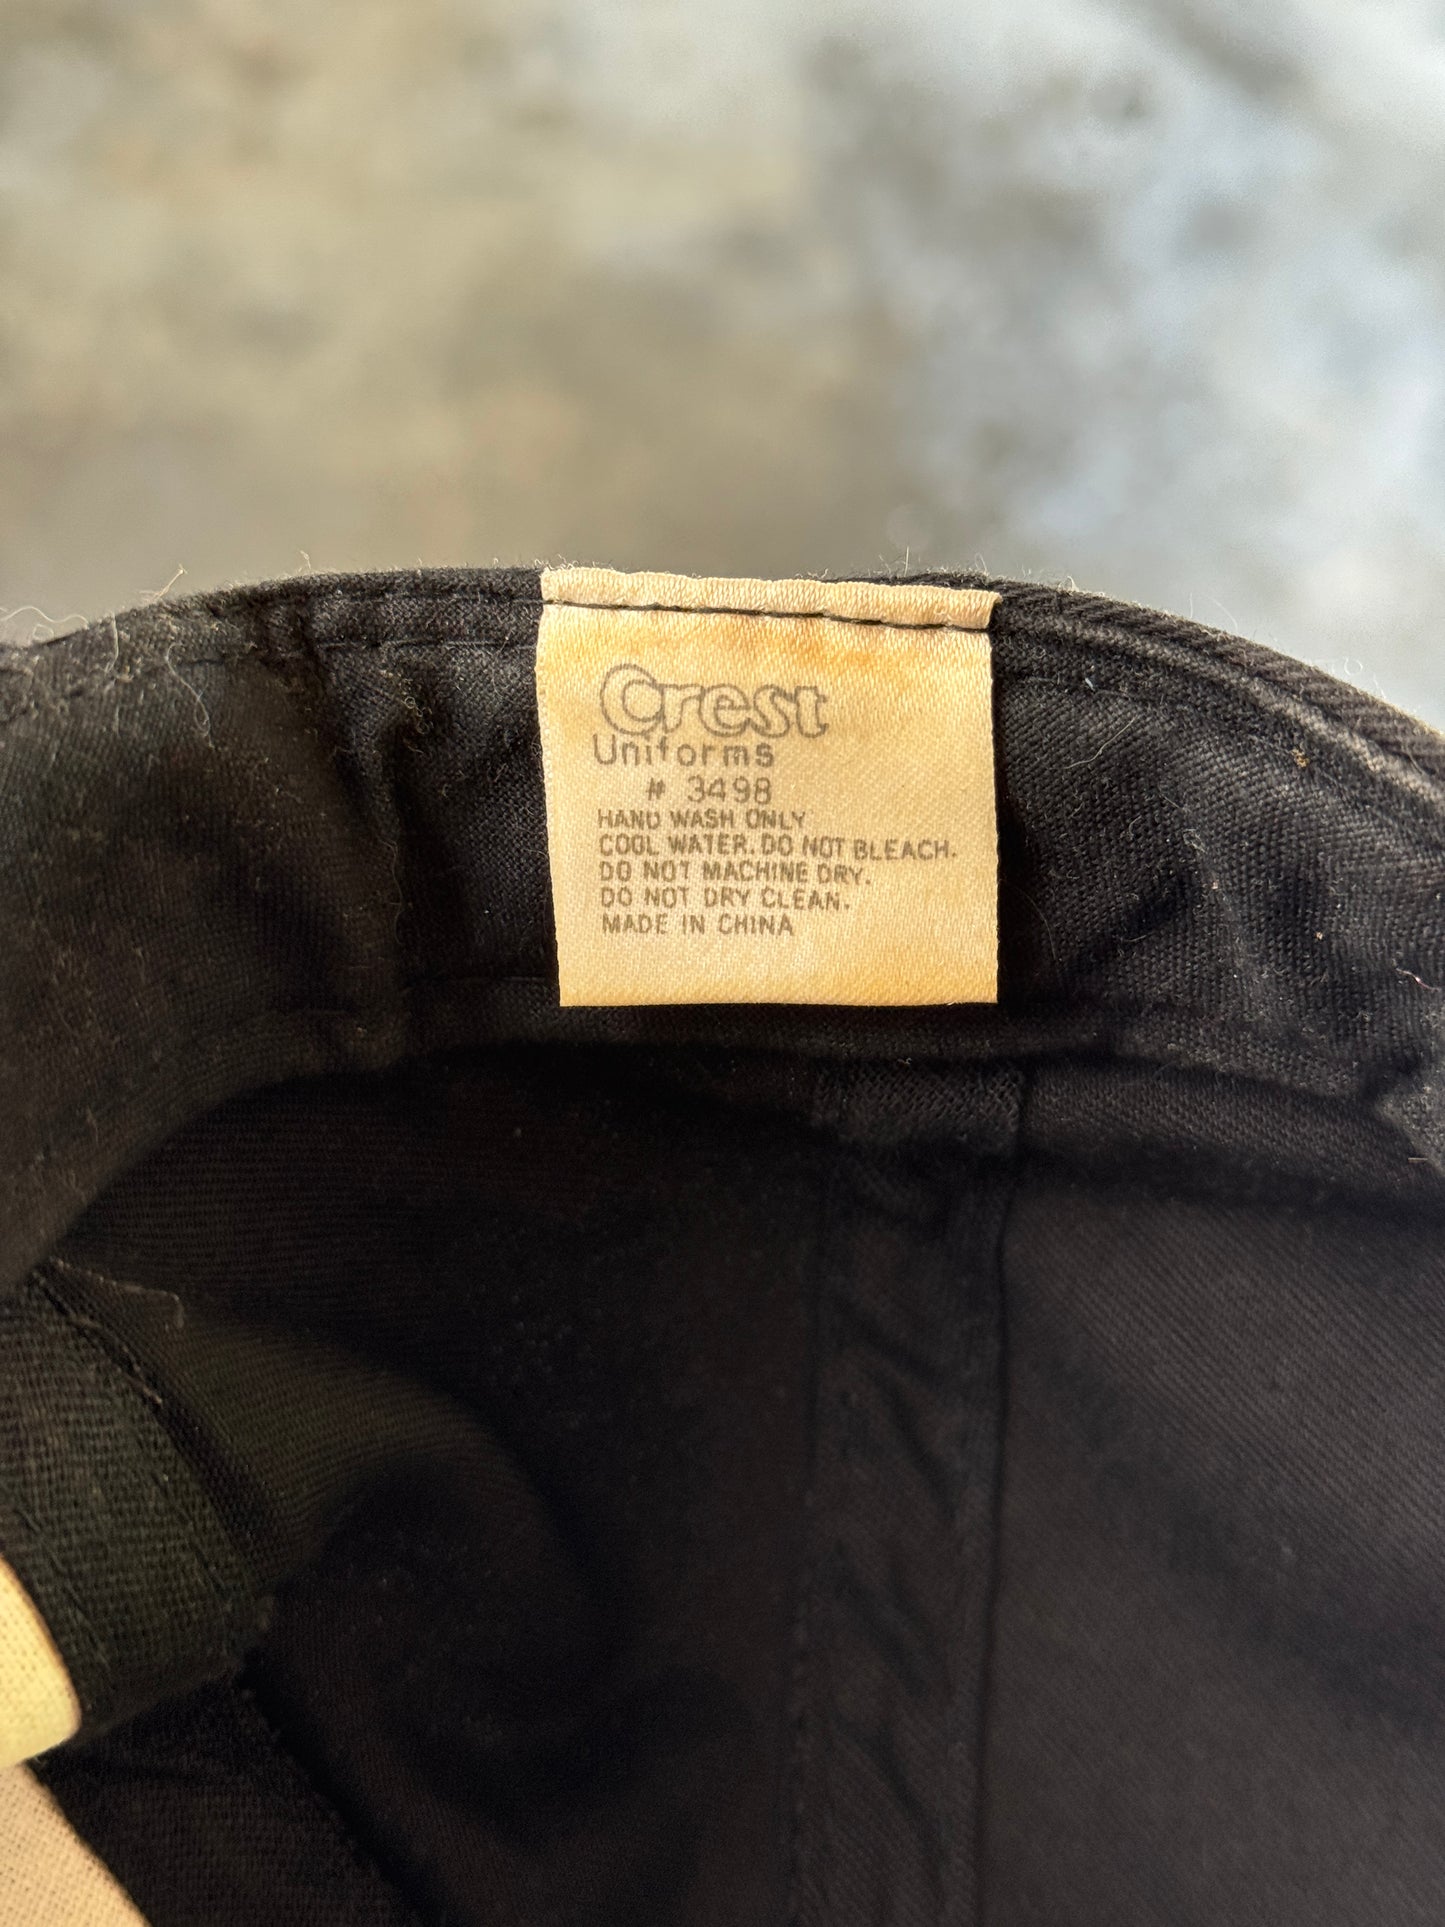 Crest
Uniforms
# 3498
HAND WASH ONLY
COOL WATER. DO NOT BLEACH.
DO NOT MACHINE DRY.
DO NOT DRY CLEAN.
MADE IN CHINA